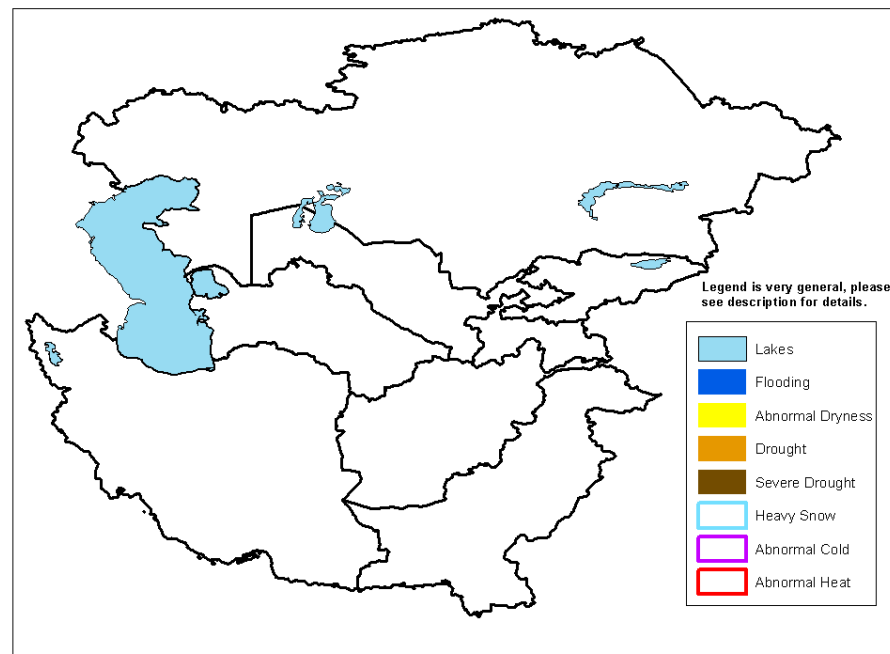 Legend is very general, please
see description for details.
Lakes
Flooding
Abnormal Dryness
Drought
Severe Drought
Heavy Snow
Abnormal Cold
Abnormal Heat